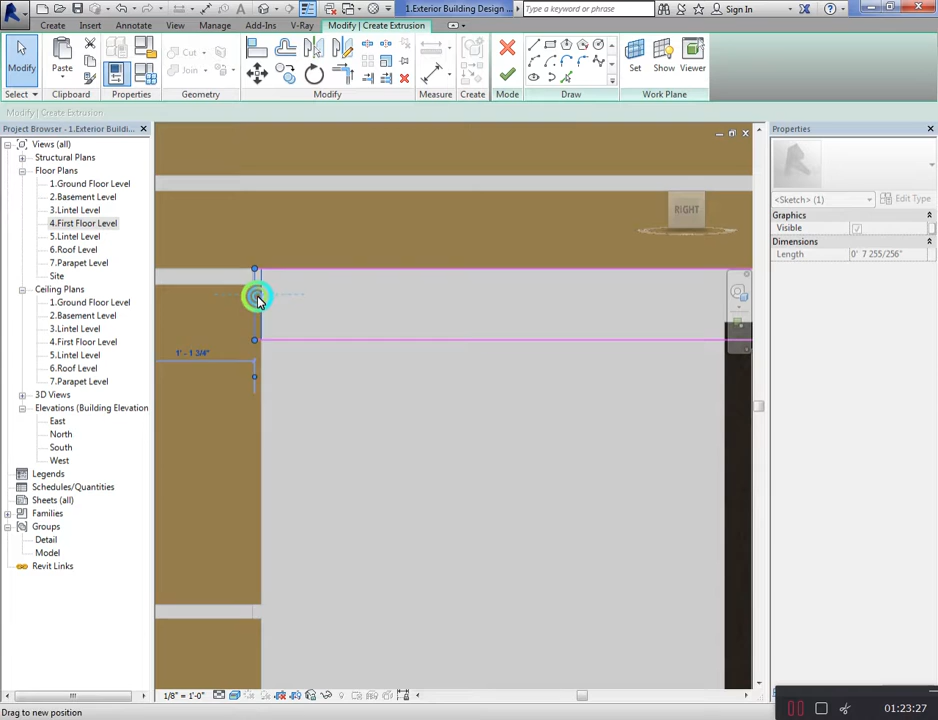 1.Exterior Building Design ...
Type a keyword or phrase
Sign In
Create
Insert
Annotate
View
Manage
Add-Ins
V-Ray
Modify | Create Extrusion
Modify
Paste
Cut
Join
Set
Show
Viewer
Select
Clipboard
Properties
Geometry
Modify
Measure
Create
Mode
Draw
Work Plane
Modify | Create Extrusion
Project Browser - 1.Exterior Buildi...
Views (all)
Structural Plans
Floor Plans
1.Ground Floor Level
2.Basement Level
3.Lintel Level
4.First Floor Level
5.Lintel Level
6.Roof Level
7.Parapet Level
Site
Ceiling Plans
1.Ground Floor Level
2.Basement Level
3.Lintel Level
4.First Floor Level
5.Lintel Level
6.Roof Level
7.Parapet Level
3D Views
Elevations (Building Elevation
East
North
South
West
Legends
Schedules/Quantities
Sheets (all)
Families
Groups
Detail
Model
Revit Links
RIGHT
1' - 1 3/4"
Properties
<Sketch> (1)
Edit Type
Graphics
Visible
Dimensions
Length
0' 7 255/256"
1/8" = 1'-0"
Drag to new position
01:23:27